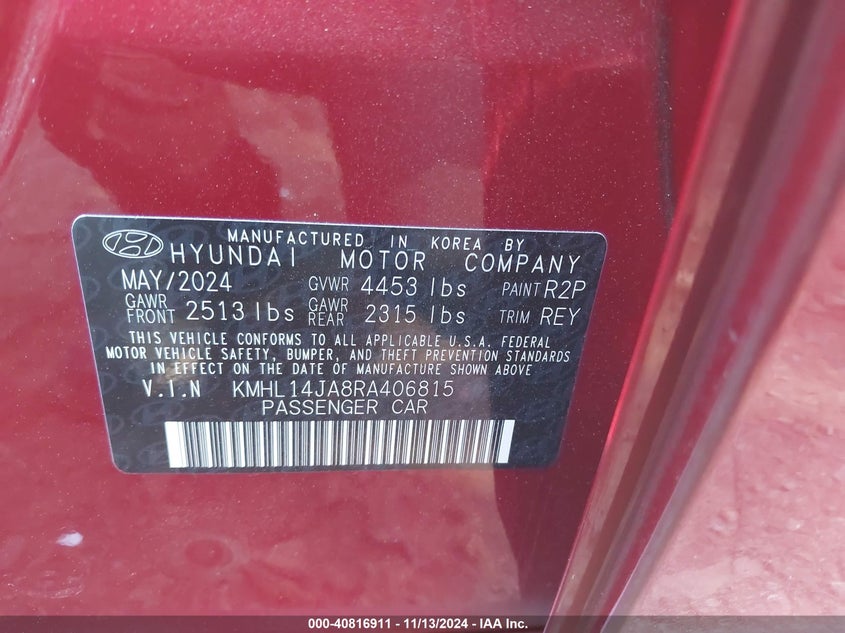 MANUFACTURED IN KOREA BY
HYUNDAI MOTOR COMPANY
MAY/2024 GVWR 4453 lbs PAINT R2P
GAWR FRONT 2513 lbs GAWR REAR 2315 lbs TRIM REY
THIS VEHICLE CONFORMS TO ALL APPLICABLE U.S.A. FEDERAL
MOTOR VEHICLE SAFETY, BUMPER, AND THEFT PREVENTION STANDARDS
IN EFFECT ON THE DATE OF MANUFACTURE SHOWN ABOVE
V.I.N KMHL14JA8RA406815
PASSENGER CAR
000-40816911 - 11/13/2024 - IAA Inc.